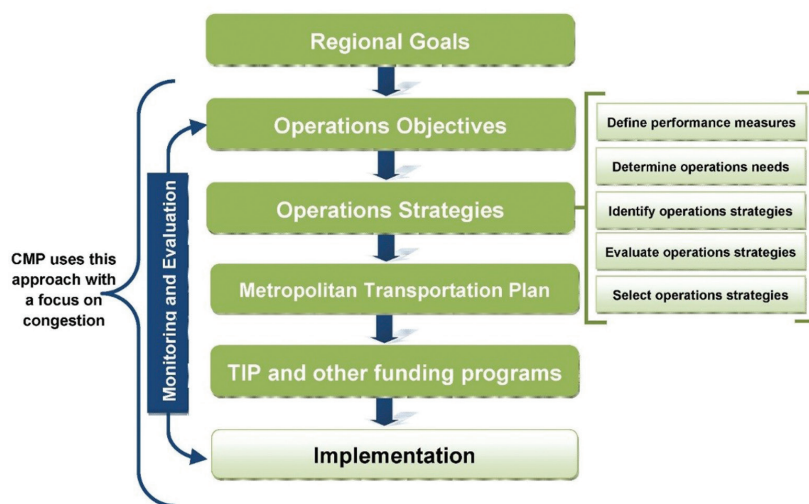 Regional Goals
Operations Objectives
Operations Strategies
Metropolitan Transportation Plan
TIP and other funding programs
Implementation
Monitoring and Evaluation
CMP uses this
approach with
a focus on
congestion
Define performance measures
Determine operations needs
Identify operations strategies
Evaluate operations strategies
Select operations strategies